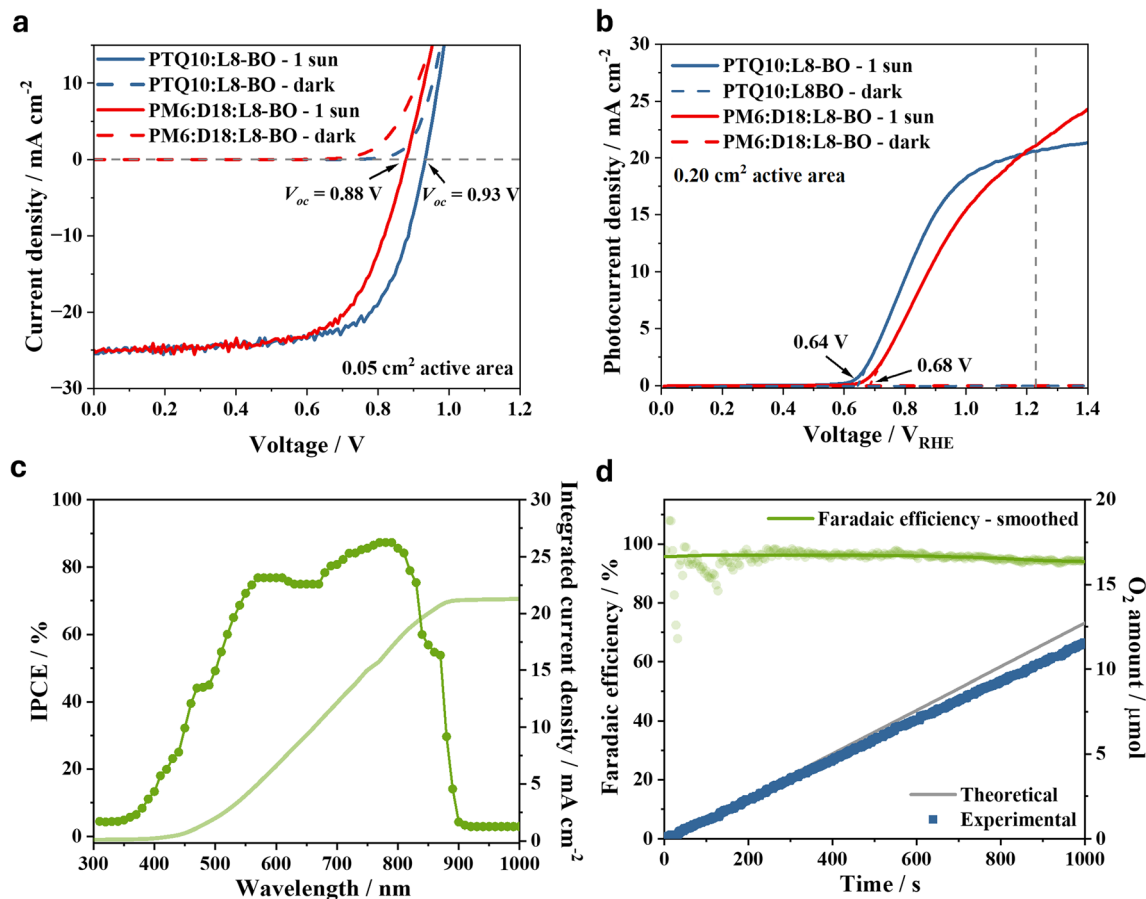 a
PTQ10:L8-BO - 1 sun
PTQ10:L8-BO - dark
PM6:D18:L8-BO - 1 sun
PM6:D18:L8-BO - dark
Voc = 0.88 V
Voc = 0.93 V
0.05 cm² active area
Current density / mA cm⁻²
10
0
−10
−20
−30
0.0 0.2 0.4 0.6 0.8 1.0 1.2
Voltage / V
b
PTQ10:L8-BO - 1 sun
PTQ10:L8BO - dark
PM6:D18:L8-BO - 1 sun
PM6:D18:L8-BO - dark
0.20 cm² active area
0.64 V
0.68 V
Photocurrent density / mA cm⁻²
30
25
20
15
10
5
0
0.0 0.2 0.4 0.6 0.8 1.0 1.2 1.4
Voltage / VRHE
c
IPCE / %
100
80
60
40
20
0
30
25
20
15
10
5
0
Integrated current
density / mA cm⁻²
300 400 500 600 700 800 900 1000
Wavelength / nm
d
Faradaic efficiency - smoothed
Theoretical
Experimental
Faradaic efficiency / %
120
100
80
60
40
20
0
20
15
10
5
0
O₂ amount / μmol
0 200 400 600 800 1000
Time / s